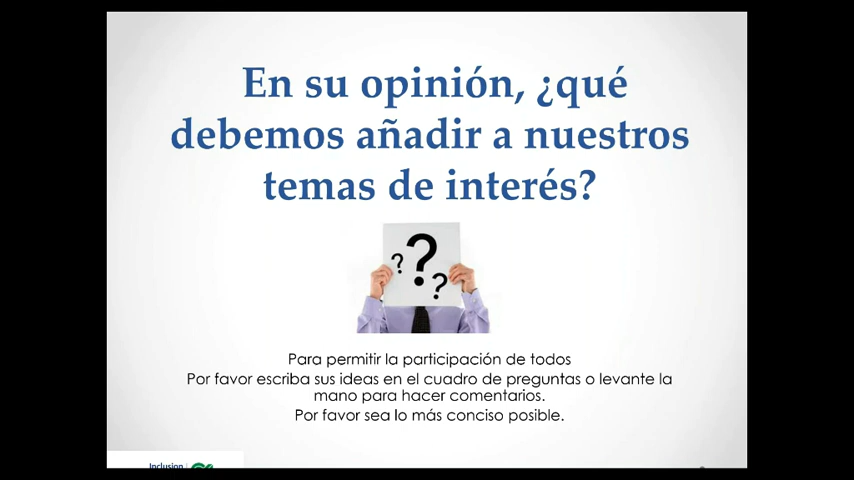 En su opinión, ¿qué
debemos añadir a nuestros
temas de interés?
? ? ?
Para permitir la participación de todos
Por favor escriba sus ideas en el cuadro de preguntas o levante la
mano para hacer comentarios.
Por favor sea lo más conciso posible.
Inclusion